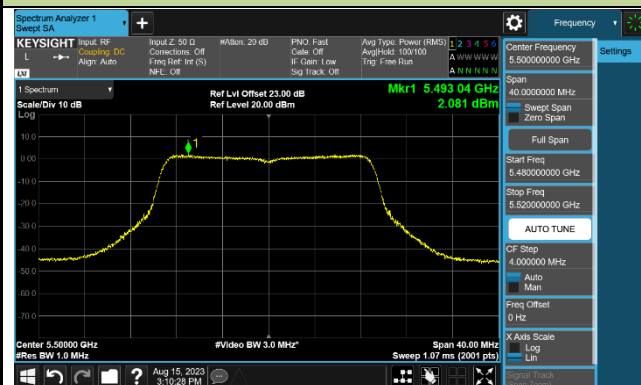 Spectrum Analyzer 1
Swept SA
Frequency
KEYSIGHT
L
LXI
Input: RF
Coupling: DC
Align: Auto
Input Z: 50 Ω
Corrections: Off
Freq Ref: Int (S)
NFE: Off
#Atten: 20 dB
PNO: Fast
Gate: Off
IF Gain: Low
Sig Track: Off
Avg Type: Power (RMS)
Avg|Hold: 100/100
Trig: Free Run
1 2 3 4 5 6
A W W W W W
A N N N N N
1 Spectrum
Scale/Div 10 dB
Log
Ref Lvl Offset 23.00 dB
Ref Level 20.00 dBm
Mkr1 5.493 04 GHz
2.081 dBm
10.0
0.00
-10.0
-20.0
-30.0
-40.0
-50.0
-60.0
-70.0
1
Center 5.50000 GHz
#Res BW 1.0 MHz
#Video BW 3.0 MHz*
Span 40.00 MHz
Sweep 1.07 ms (2001 pts)
Center Frequency
5.500000000 GHz
Settings
Span
40.0000000 MHz
Swept Span
Zero Span
Full Span
Start Freq
5.480000000 GHz
Stop Freq
5.520000000 GHz
AUTO TUNE
CF Step
4.000000 MHz
Auto
Man
Freq Offset
0 Hz
X Axis Scale
Log
Lin
Signal Track
(Span Zoom)
Aug 15, 2023
3:10:28 PM